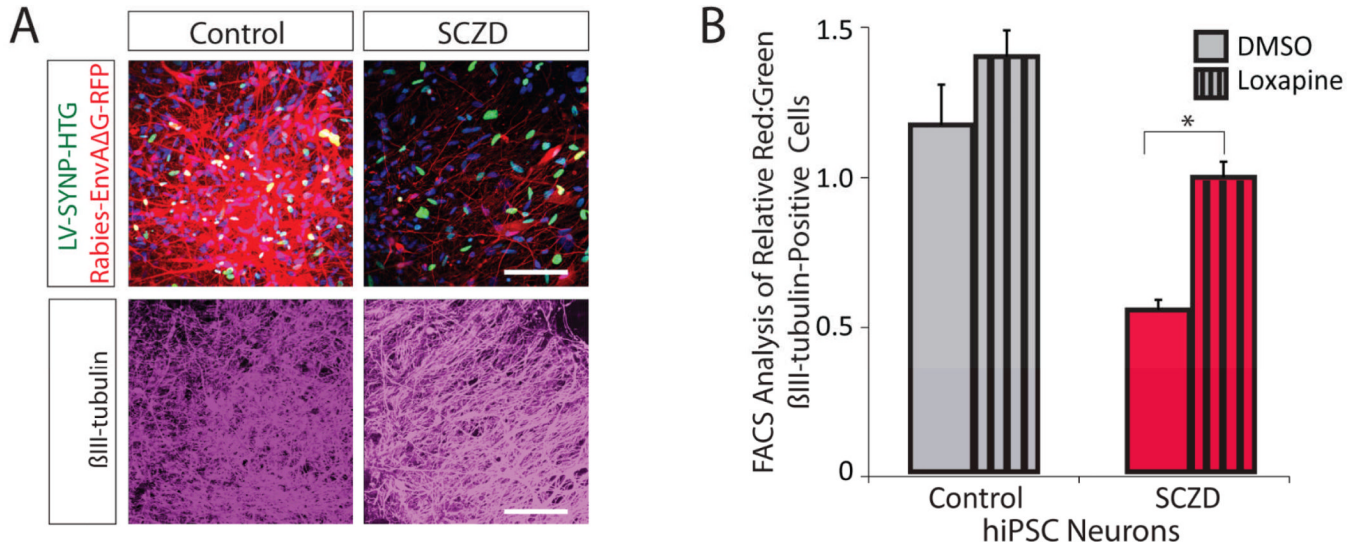 A
Control
SCZD
LV-SYNP-HTG
Rabies-EnvAΔG-RFP
ßIII-tubulin
B
FACS Analysis of Relative Red:Green
ßIII-tubulin-Positive Cells
1.5
1.0
0.5
0
DMSO
Loxapine
*
Control
SCZD
hiPSC Neurons